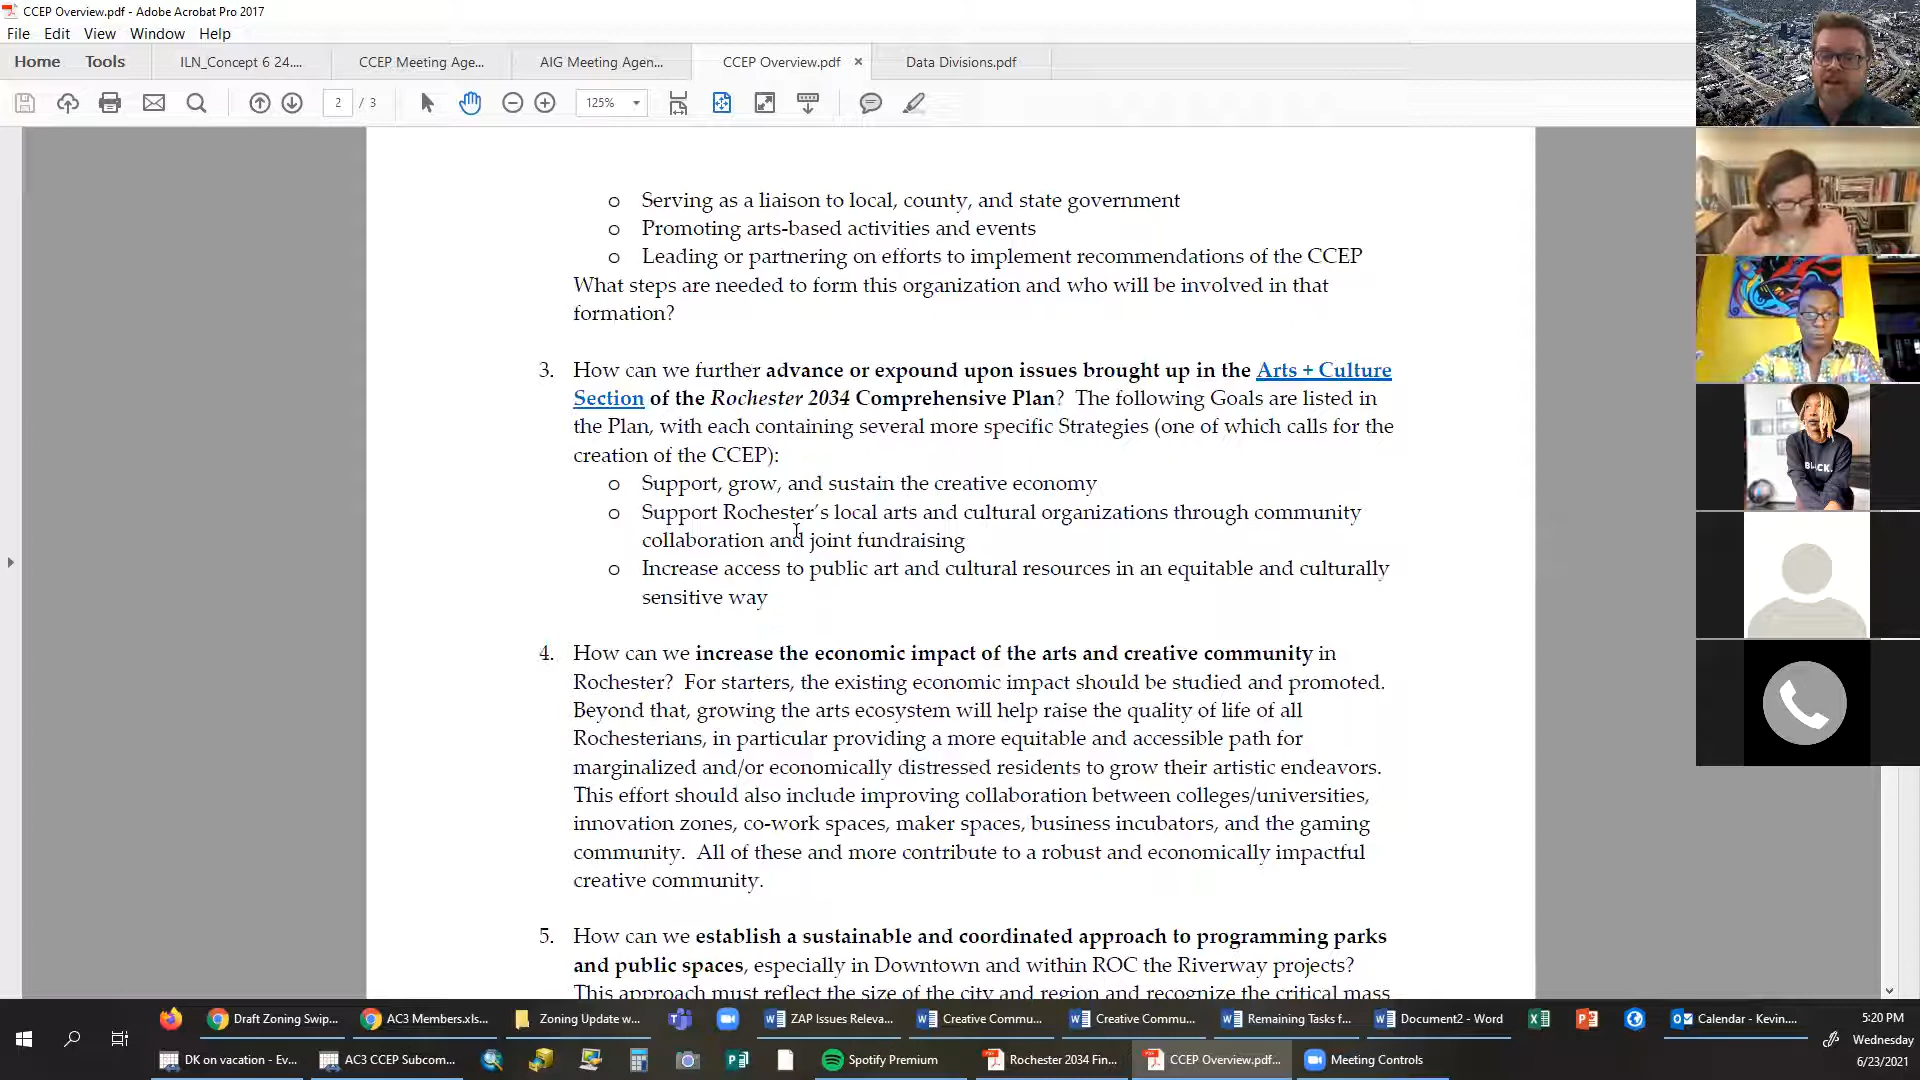 CCEP Overview.pdf - Adobe Acrobat Pro 2017
File Edit View Window Help
Home Tools ILN_Concept 6 24.... CCEP Meeting Age... AIG Meeting Agen... CCEP Overview.pdf × Data Divisions.pdf
2 / 3 125%
o Serving as a liaison to local, county, and state government
o Promoting arts-based activities and events
o Leading or partnering on efforts to implement recommendations of the CCEP
What steps are needed to form this organization and who will be involved in that
formation?
3. How can we further advance or expound upon issues brought up in the Arts + Culture
Section of the Rochester 2034 Comprehensive Plan? The following Goals are listed in
the Plan, with each containing several more specific Strategies (one of which calls for the
creation of the CCEP):
o Support, grow, and sustain the creative economy
o Support Rochester's local arts and cultural organizations through community
collaboration and joint fundraising
o Increase access to public art and cultural resources in an equitable and culturally
sensitive way
4. How can we increase the economic impact of the arts and creative community in
Rochester? For starters, the existing economic impact should be studied and promoted.
Beyond that, growing the arts ecosystem will help raise the quality of life of all
Rochesterians, in particular providing a more equitable and accessible path for
marginalized and/or economically distressed residents to grow their artistic endeavors.
This effort should also include improving collaboration between colleges/universities,
innovation zones, co-work spaces, maker spaces, business incubators, and the gaming
community. All of these and more contribute to a robust and economically impactful
creative community.
5. How can we establish a sustainable and coordinated approach to programming parks
and public spaces, especially in Downtown and within ROC the Riverway projects?
This approach must reflect the size of the city and region and recognize the critical mass
BLACK.
Draft Zoning Swip... AC3 Members.xls... Zoning Update w... ZAP Issues Releva... Creative Commu... Creative Commu... Remaining Tasks f... Document2 - Word Calendar - Kevin.... 5:20 PM
Wednesday
DK on vacation - Ev... AC3 CCEP Subcom... Spotify Premium Rochester 2034 Fin... CCEP Overview.pdf... Meeting Controls 6/23/2021